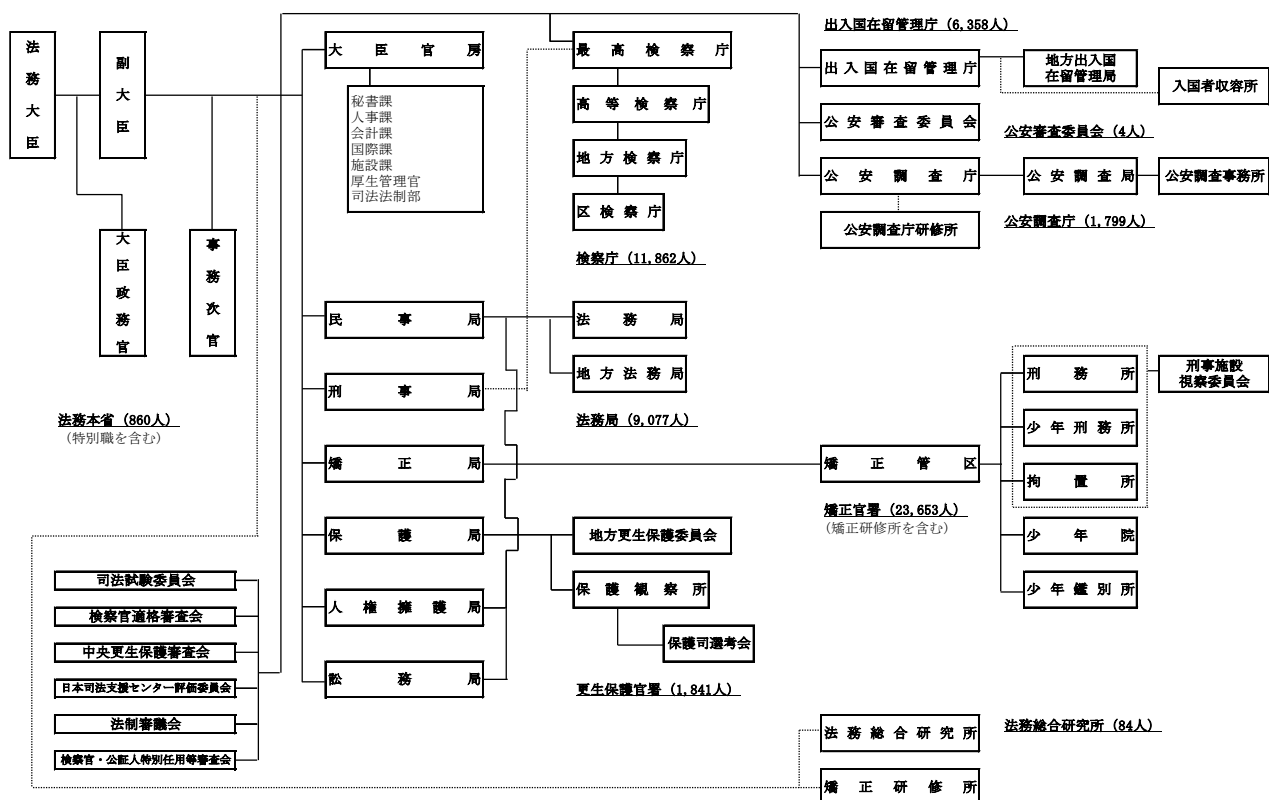 法務大臣
副大臣
大臣政務官
事務次官
法務本省（860人）
（特別職を含む）
司法試験委員会
検察官適格審査会
中央更生保護審査会
日本司法支援センター評価委員会
法制審議会
検察官・公証人特別任用等審査会
大臣官房
秘書課
人事課
会計課
国際課
施設課
厚生管理官
司法法制部
民事局
刑事局
矯正局
保護局
人権擁護局
訟務局
最高検察庁
高等検察庁
地方検察庁
区検察庁
検察庁（11,862人）
法務局
地方法務局
法務局（9,077人）
地方更生保護委員会
保護観察所
保護司選考会
更生保護官署（1,841人）
出入国在留管理庁（6,358人）
出入国在留管理庁
地方出入国
在留管理局
入国者収容所
公安審査委員会
公安審査委員会（4人）
公安調査庁
公安調査局
公安調査事務所
公安調査庁研修所
公安調査庁（1,799人）
矯正管区
矯正官署（23,653人）
（矯正研修所を含む）
刑務所
少年刑務所
拘置所
少年院
少年鑑別所
刑事施設
視察委員会
法務総合研究所
法務総合研究所（84人）
矯正研修所